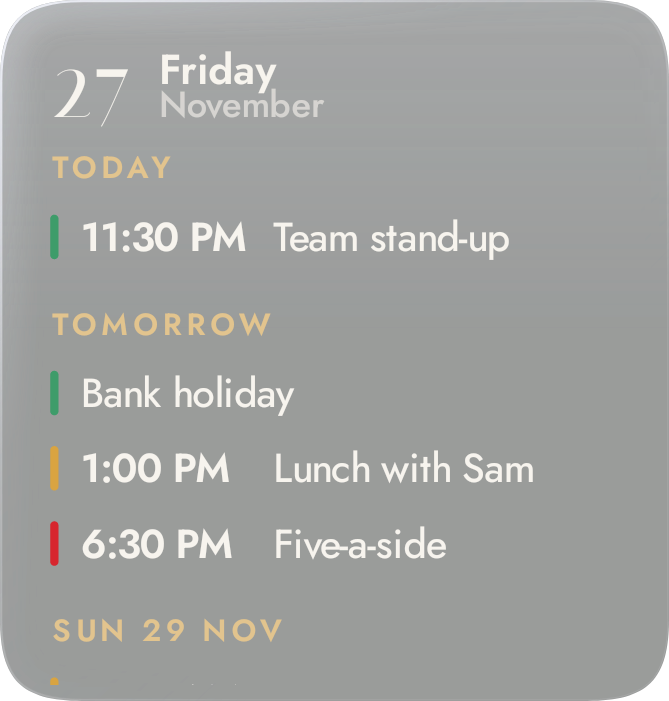 27 Friday
November
TODAY
11:30 PM Team stand-up
TOMORROW
Bank holiday
1:00 PM Lunch with Sam
6:30 PM Five-a-side
SUN 29 NOV